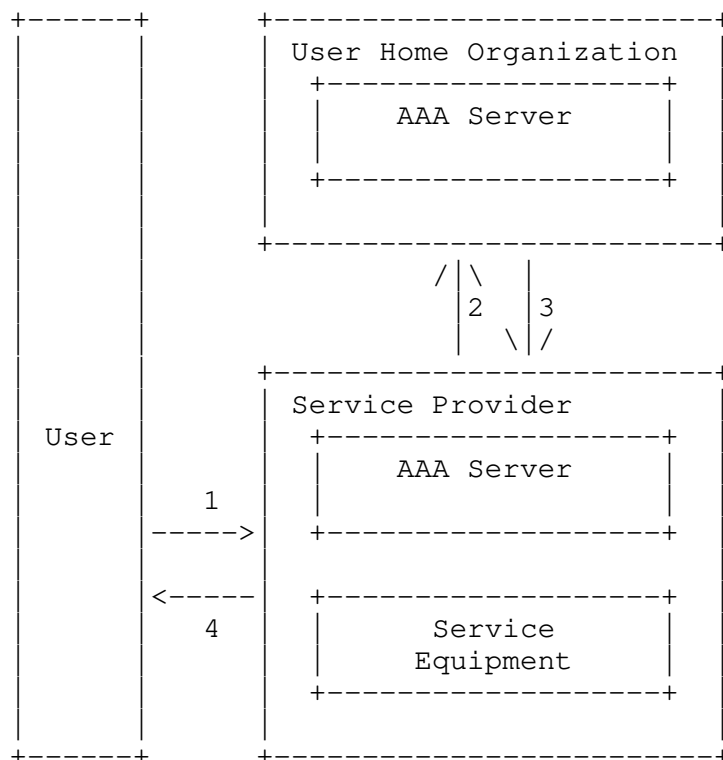 User Home Organization
AAA Server
2 3
Service Provider
User
AAA Server
1
4
Service
Equipment